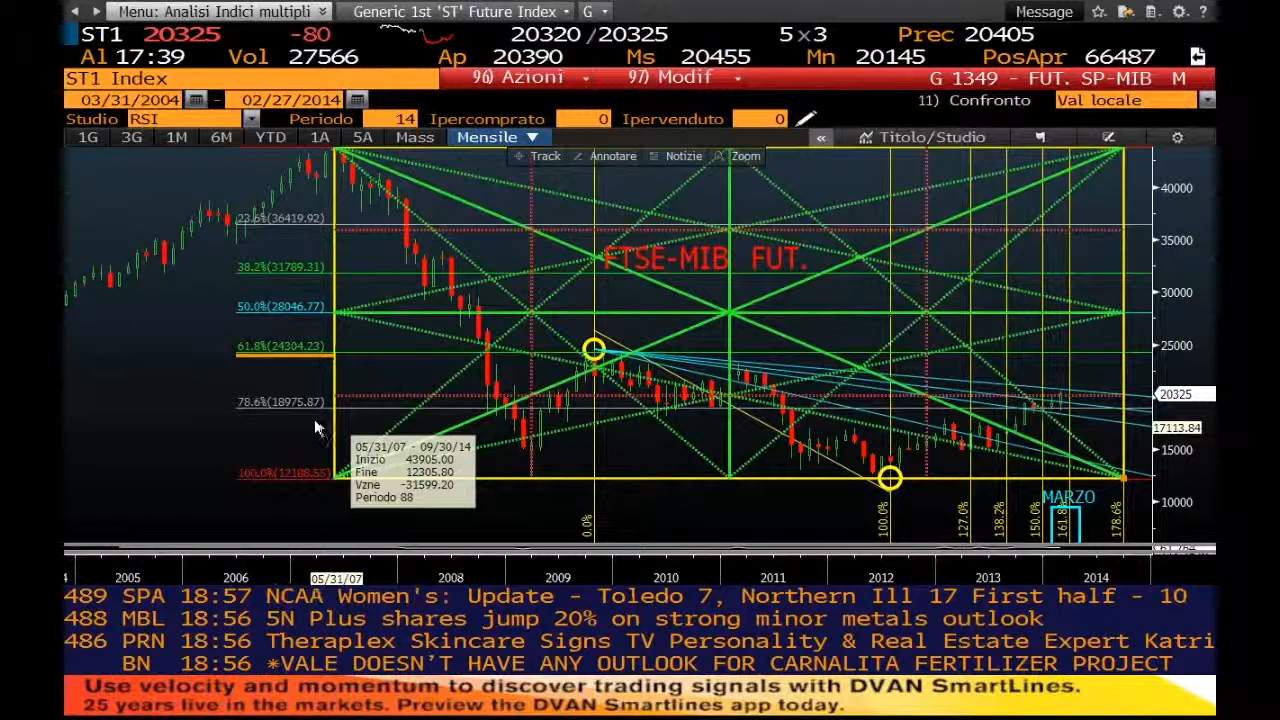 Menu: Analisi Indici multipli Generic 1st 'ST' Future Index G Message ?
ST1 20325 -80 20320 /20325 5×3 Prec 20405
Al 17:39 Vol 27566 Ap 20390 Ms 20455 Mn 20145 PosApr 66487
ST1 Index 96) Azioni 97) Modif G 1349 - FUT. SP-MIB M
03/31/2004 - 02/27/2014 11) Confronto Val locale
Studio RSI Periodo 14 Ipercomprato 0 Ipervenduto 0
1G 3G 1M 6M YTD 1A 5A Mass Mensile ▼ « Titolo/Studio
Track Annotare Notizie Zoom
40000
23.6%(36419.92)
35000
FTSE-MIB FUT.
38.2%(31789.31)
30000
50.0%(28046.77)
25000
61.8%(24304.23)
20325
78.6%(18975.87)
17113.84
15000
05/31/07 - 09/30/14
Inizio 43905.00
Fine 12305.80
Vzne -31599.20
Periodo 88
100.0%(12188.55)
10000
MARZO
0.0% 100.0% 127.0% 138.2% 150.0% 161.8% 178.6%
2005 2006 05/31/07 2008 2009 2010 2011 2012 2013 2014
489 SPA 18:57 NCAA Women's: Update - Toledo 7, Northern Ill 17 First half - 10
488 MBL 18:56 5N Plus shares jump 20% on strong minor metals outlook
486 PRN 18:56 Theraplex Skincare Signs TV Personality & Real Estate Expert Katri
BN 18:56 *VALE DOESN'T HAVE ANY OUTLOOK FOR CARNALITA FERTILIZER PROJECT
Use velocity and momentum to discover trading signals with DVAN SmartLines.
25 years live in the markets. Preview the DVAN Smartlines app today.